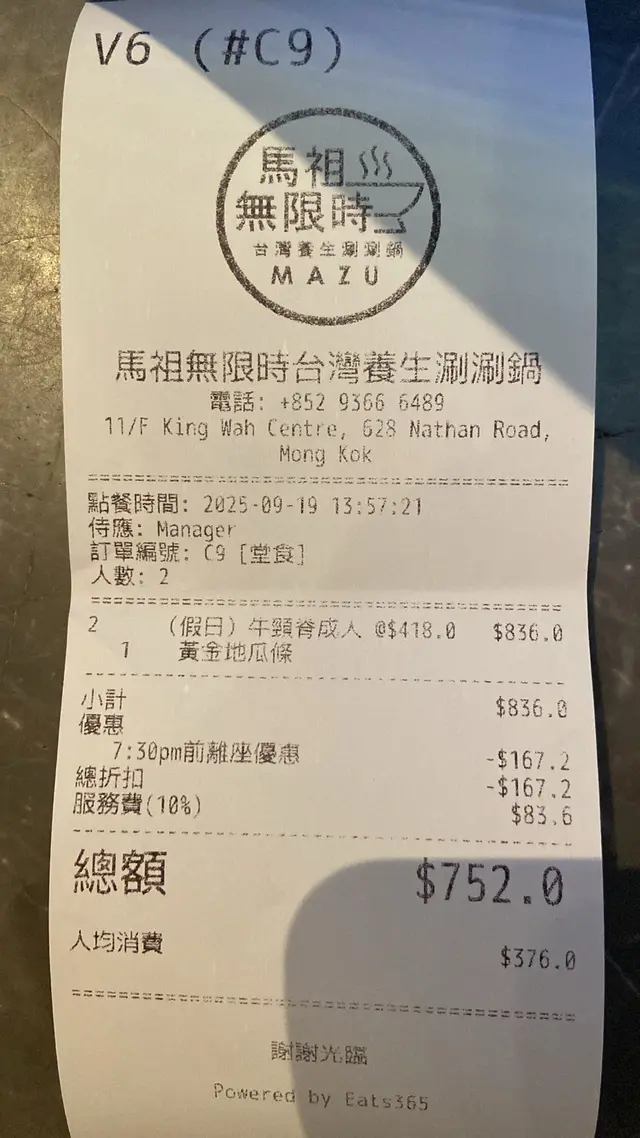 V6 (#C9)
馬祖
無限時
台灣養生涮涮鍋
MAZU
馬祖無限時台灣養生涮涮鍋
電話: +852 9366 6489
11/F King Wah Centre, 628 Nathan Road,
Mong Kok
點餐時間: 2025-09-19 13:57:21
侍應: Manager
訂單編號: C9 [堂食]
人數: 2
2 (假日) 牛頸脊成人 @$418.0 $836.0
1 黃金地瓜條
小計 $836.0
優惠
7:30pm前離座優惠 -$167.2
總折扣 -$167.2
服務費(10%) $83.6
總額 $752.0
人均消費 $376.0
謝謝光臨
Powered by Eats365